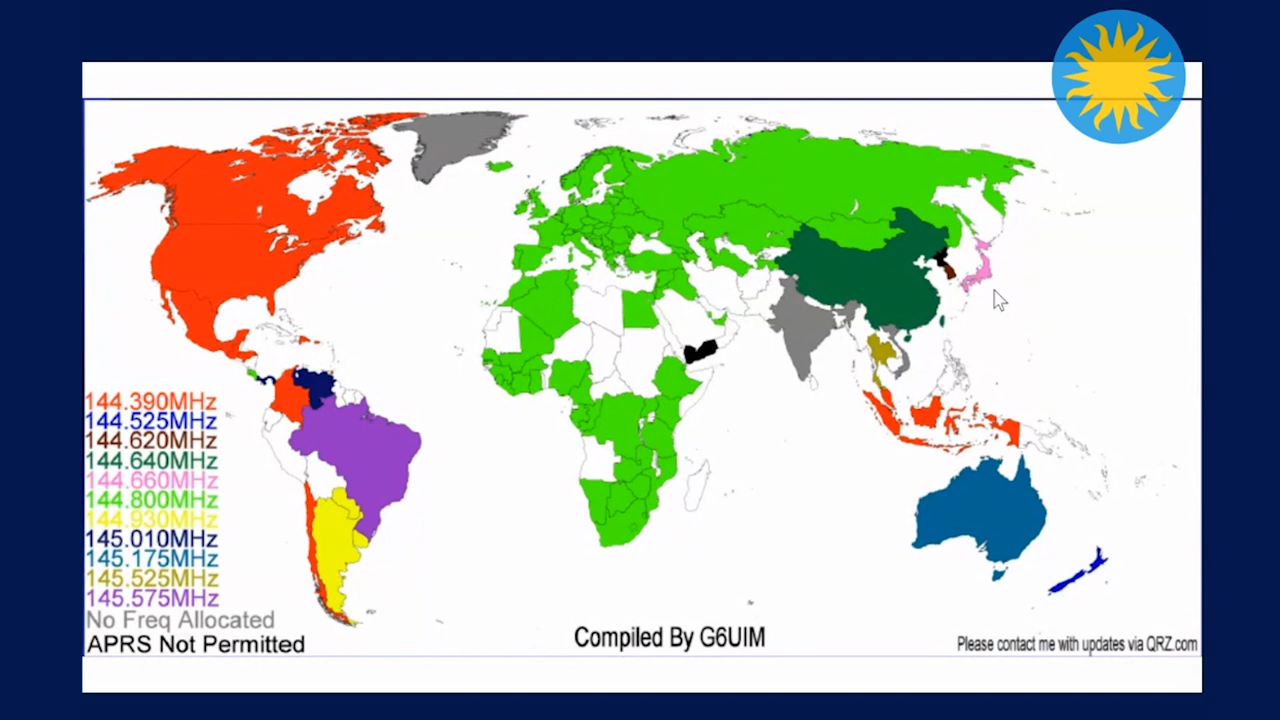 144.390MHz
144.525MHz
144.620MHz
144.640MHz
144.660MHz
144.800MHz
144.930MHz
145.010MHz
145.175MHz
145.525MHz
145.575MHz
No Freq Allocated
APRS Not Permitted
Compiled By G6UIM
Please contact me with updates via QRZ.com